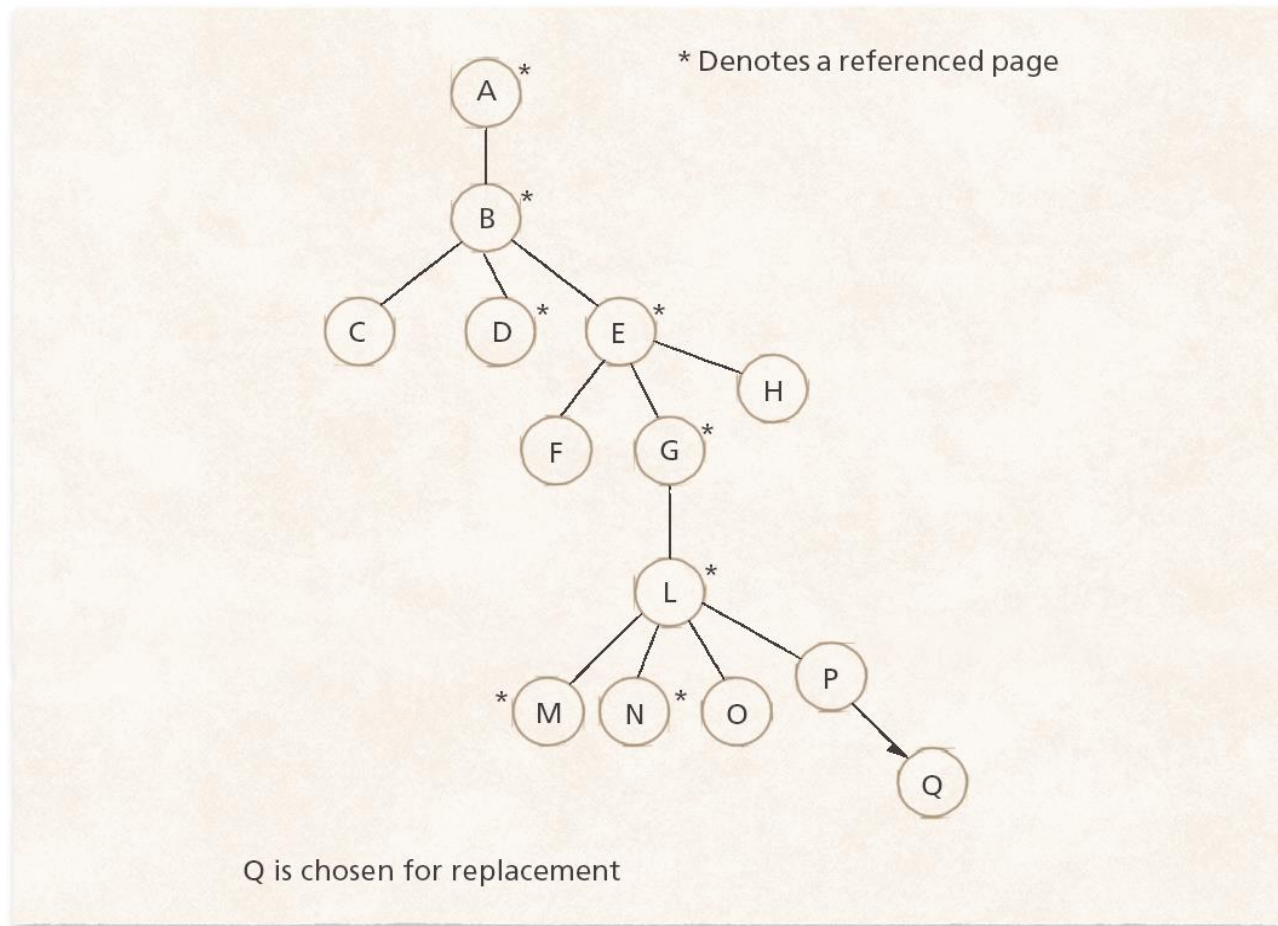 * Denotes a referenced page
A *
B *
C D * E *
H
F G *
L *
P
* M N * O
Q
Q is chosen for replacement